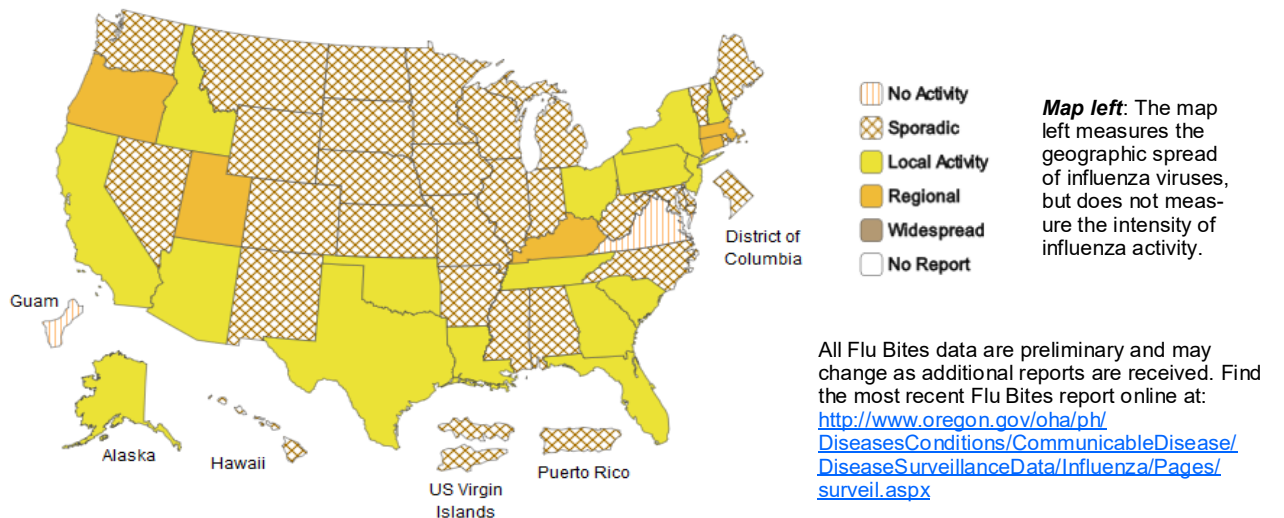 No Activity
Sporadic
Local Activity
Regional
Widespread
No Report
Map left: The map
left measures the
geographic spread
of influenza viruses,
but does not meas-
ure the intensity of
influenza activity.
District of
Columbia
Guam
Alaska
Hawaii
US Virgin
Islands
Puerto Rico
All Flu Bites data are preliminary and may
change as additional reports are received. Find
the most recent Flu Bites report online at:
http://www.oregon.gov/oha/ph/
DiseasesConditions/CommunicableDisease/
DiseaseSurveillanceData/Influenza/Pages/
surveil.aspx